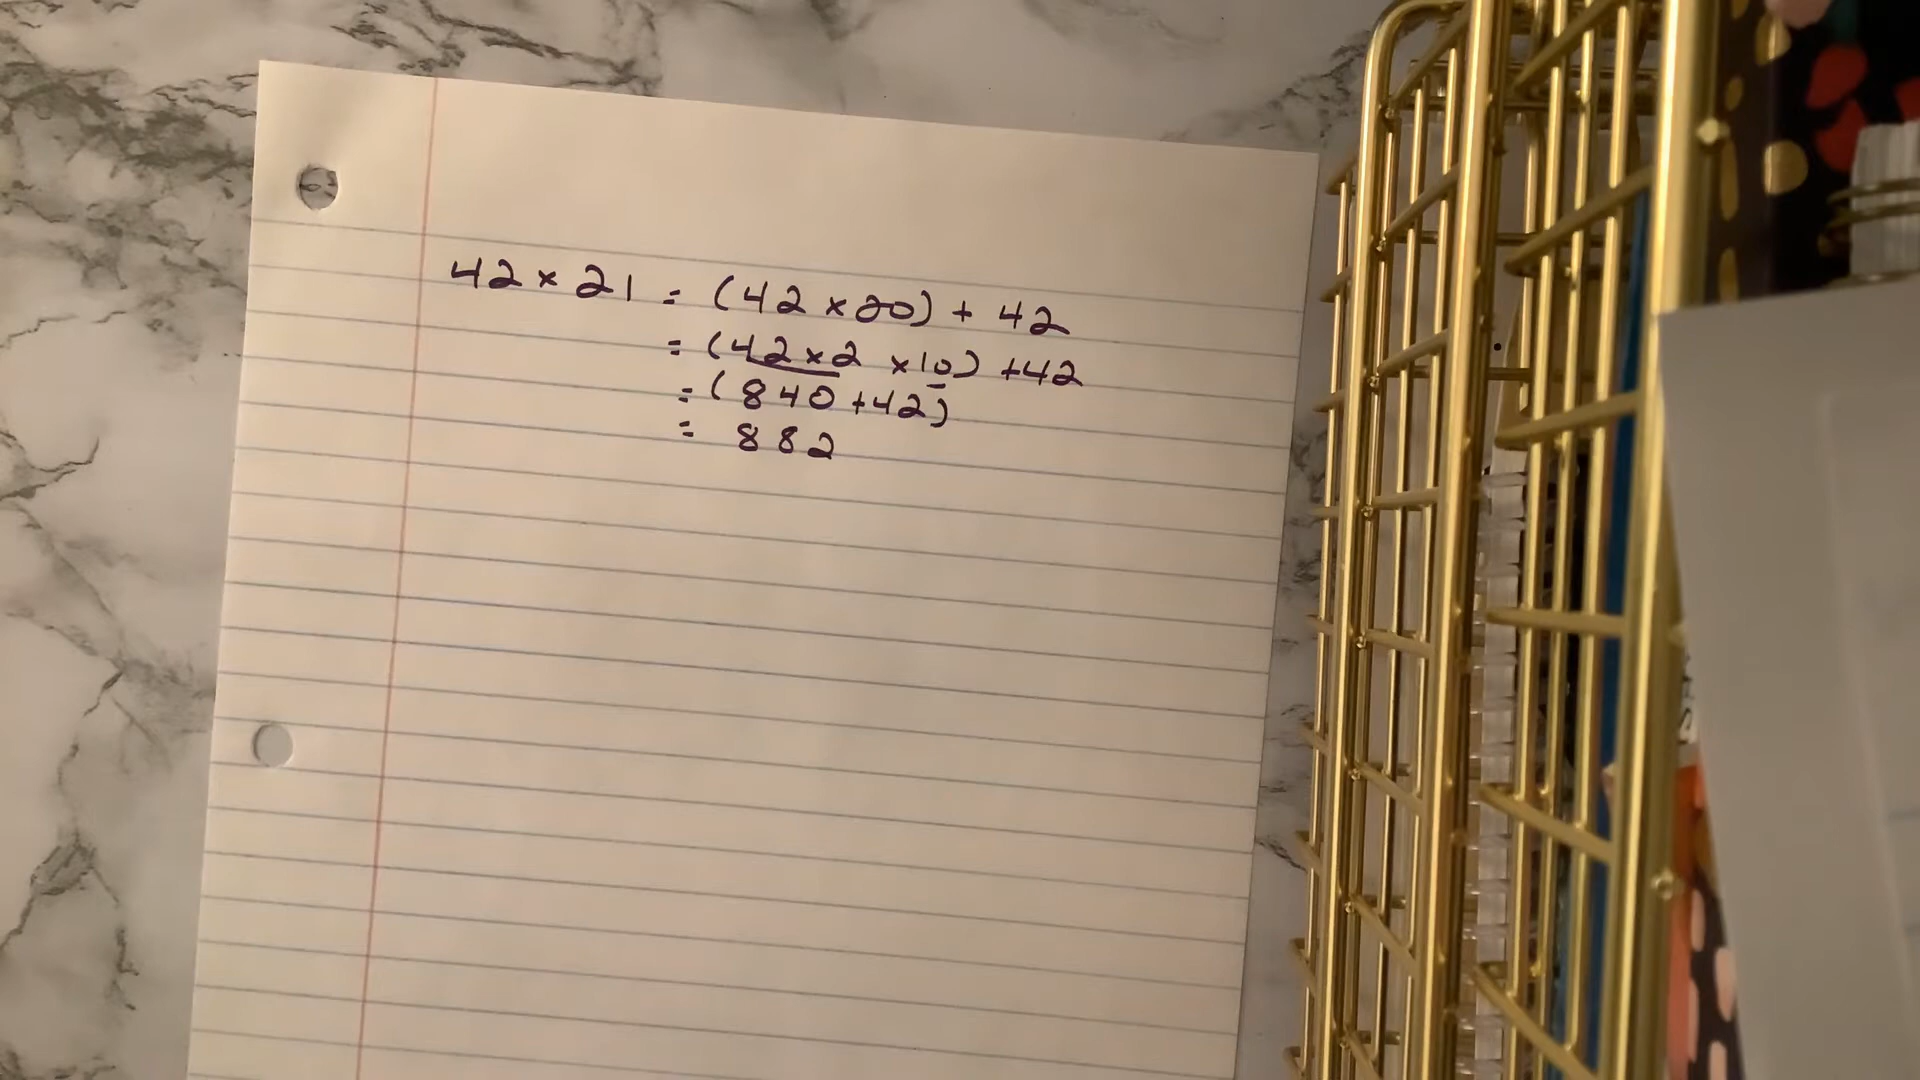 42 × 21 = (42 × 20) + 42
= (42 × 2 × 10) + 42
= (840 + 42)
= 882